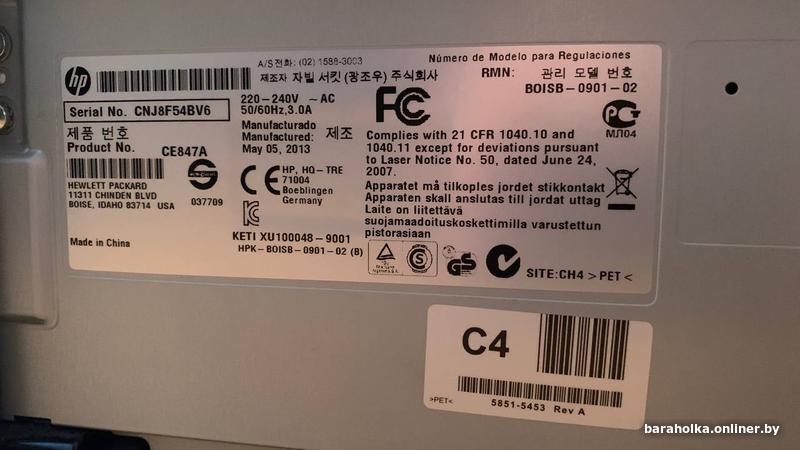 hp
A/S전화: (02) 1588-3003
제조자 자빌 서킷 (광조우) 주식회사
Número de Modelo para Regulaciones
RMN: 관리 모델 번호
BOISB-0901-02
Serial No. CNJ8F54BV6
제품 번호
Product No. CE847A
HEWLETT PACKARD
11311 CHINDEN BLVD
BOISE, IDAHO 83714 USA
037709
Made in China
220-240V ~ AC
50/60Hz, 3.0A
Manufacturado
Manufactured: 제조
May 05, 2013
CE
HP, HQ-TRE
71004
Boeblingen
Germany
KETI XU100048-9001
HPK-BOISB-0901-02 (B)
FC
PG
МЛ04
Complies with 21 CFR 1040.10 and
1040.11 except for deviations pursuant
to Laser Notice No. 50, dated June 24,
2007.
Apparatet må tilkoples jordet stikkontakt
Apparaten skall anslutas till jordat uttag
Laite on liitettävä
suojamaadoituskoskettimilla varustettun
pistorasiaan
S
GS
SITE:CH4 >PET<
C4
>PET<
5851-5453 Rev A
baraholka.onliner.by